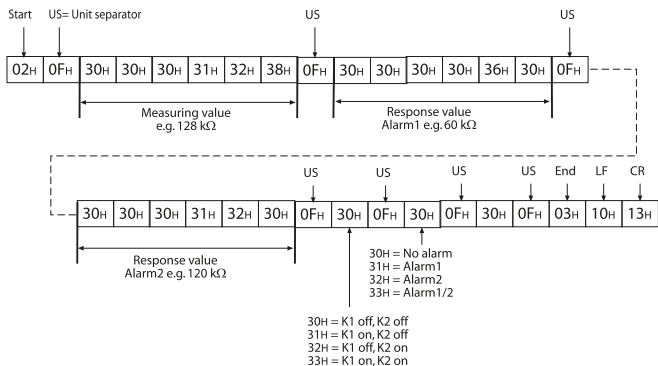 Start US= Unit separator US US
02H 0FH 30H 30H 30H 31H 32H 38H 0FH 30H 30H 30H 30H 36H 30H 0FH
Measuring value
e.g. 128 kΩ
Response value
Alarm1 e.g. 60 kΩ
US US US US End LF CR
30H 30H 30H 31H 32H 30H 0FH 30H 0FH 30H 0FH 30H 0FH 03H 10H 13H
Response value
Alarm2 e.g. 120 kΩ
30H = No alarm
31H = Alarm1
32H = Alarm2
33H = Alarm1/2
30H = K1 off, K2 off
31H = K1 on, K2 off
32H = K1 off, K2 on
33H = K1 on, K2 on